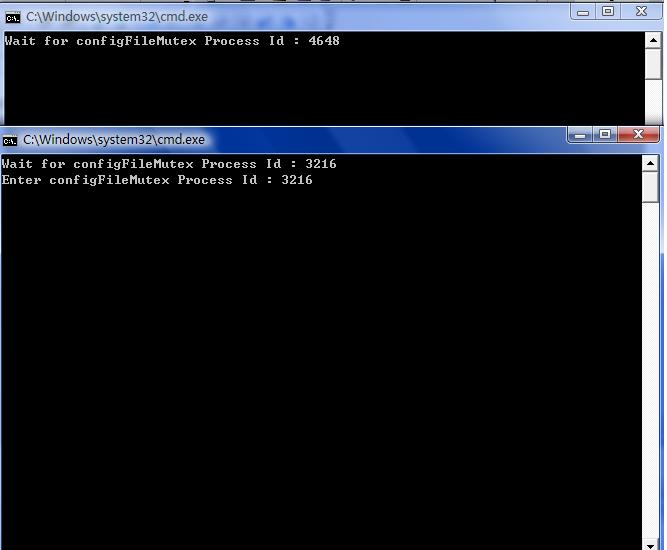 C:\Windows\system32\cmd.exe
Wait for configFileMutex Process Id : 4648
C:\Windows\system32\cmd.exe
Wait for configFileMutex Process Id : 3216
Enter configFileMutex Process Id : 3216